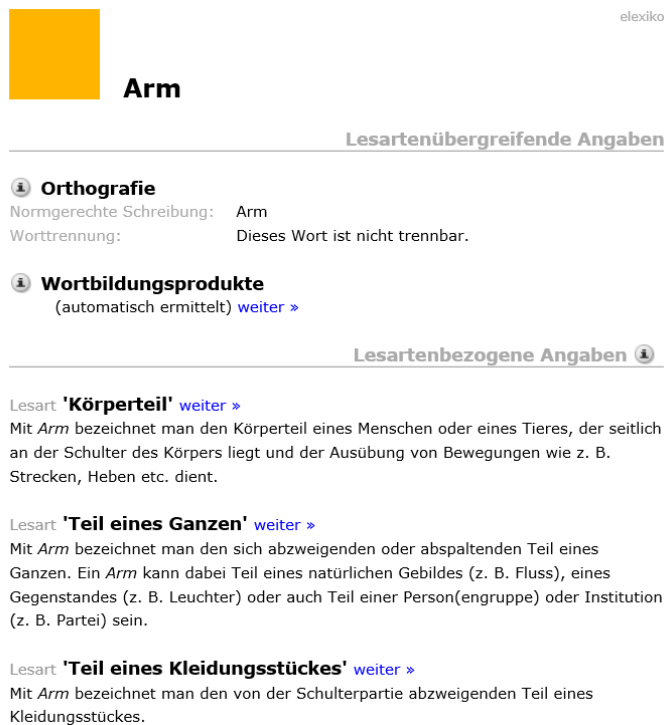 elexiko
Arm
Lesartenübergreifende Angaben
Orthografie
Normgerechte Schreibung: Arm
Worttrennung: Dieses Wort ist nicht trennbar.
Wortbildungsprodukte
(automatisch ermittelt) weiter »
Lesartenbezogene Angaben
Lesart 'Körperteil' weiter »
Mit Arm bezeichnet man den Körperteil eines Menschen oder eines Tieres, der seitlich
an der Schulter des Körpers liegt und der Ausübung von Bewegungen wie z. B.
Strecken, Heben etc. dient.
Lesart 'Teil eines Ganzen' weiter »
Mit Arm bezeichnet man den sich abzweigenden oder abspaltenden Teil eines
Ganzen. Ein Arm kann dabei Teil eines natürlichen Gebildes (z. B. Fluss), eines
Gegenstandes (z. B. Leuchter) oder auch Teil einer Person(engruppe) oder Institution
(z. B. Partei) sein.
Lesart 'Teil eines Kleidungsstückes' weiter »
Mit Arm bezeichnet man den von der Schulterpartie abzweigenden Teil eines
Kleidungsstückes.